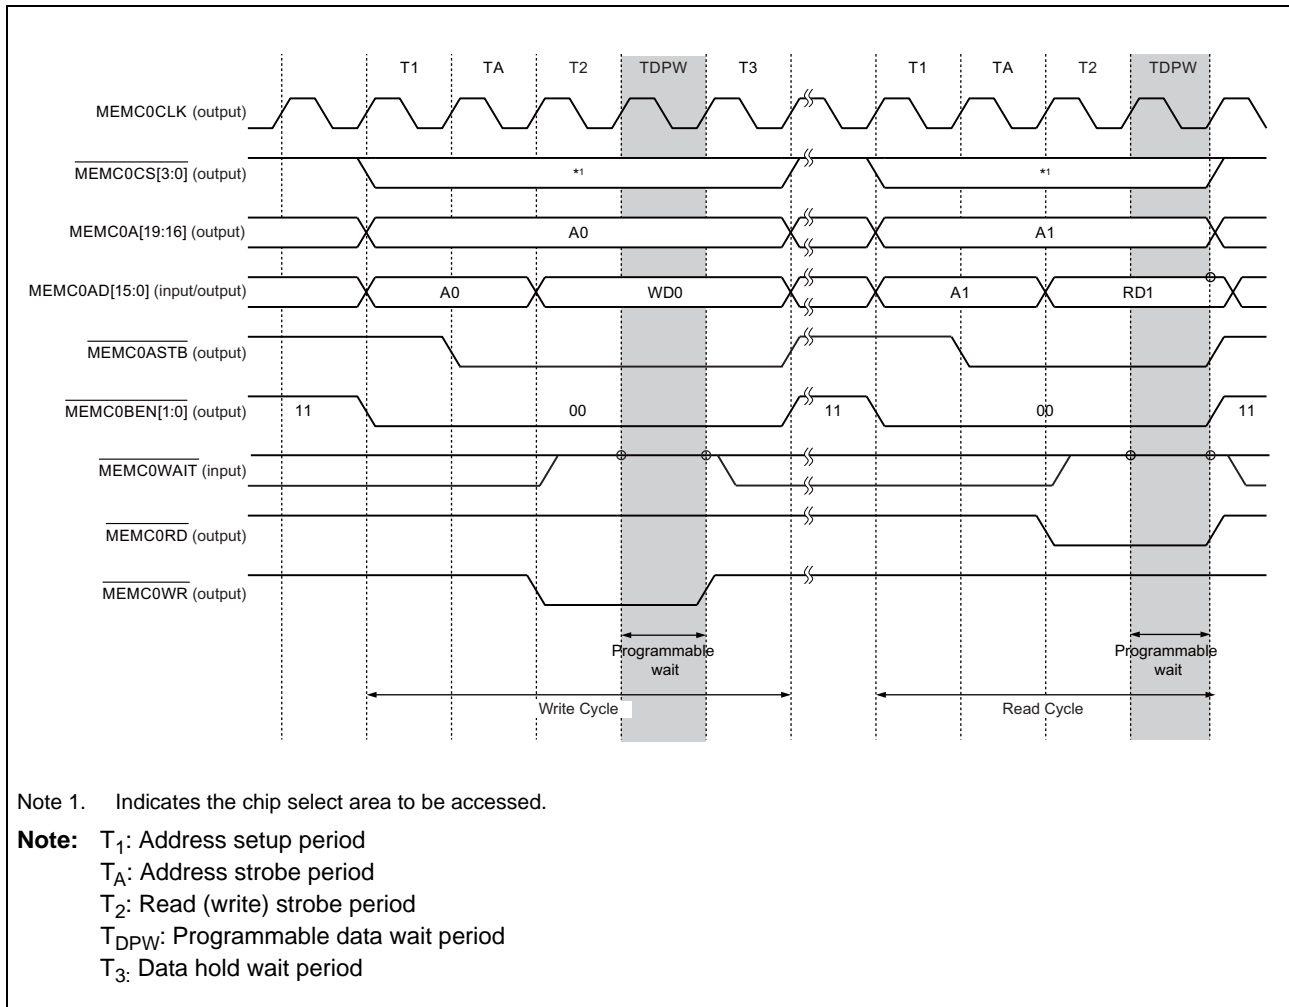 T1 TA T2 TDPW T3 T1 TA T2 TDPW
MEMC0CLK (output)
MEMC0CS[3:0] (output) *1 *1
MEMC0A[19:16] (output) A0 A1
MEMC0AD[15:0] (input/output) A0 WD0 A1 RD1
MEMC0ASTB (output)
MEMC0BEN[1:0] (output) 11 00 11 00 11
MEMC0WAIT (input)
MEMC0RD (output)
MEMC0WR (output)
Programmable Programmable
wait wait
Write Cycle Read Cycle
Note 1. Indicates the chip select area to be accessed.
Note: T1: Address setup period
TA: Address strobe period
T2: Read (write) strobe period
TDPW: Programmable data wait period
T3: Data hold wait period